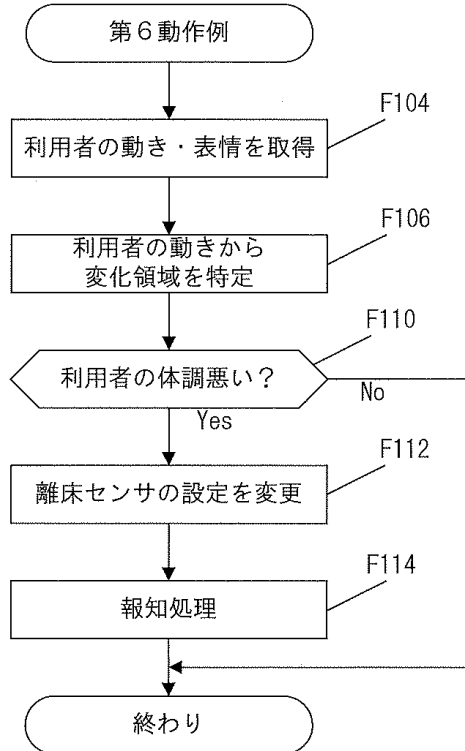 第６動作例
F104
利用者の動き・表情を取得
F106
利用者の動きから
変化領域を特定
F110
利用者の体調悪い？
No
Yes
F112
離床センサの設定を変更
F114
報知処理
終わり